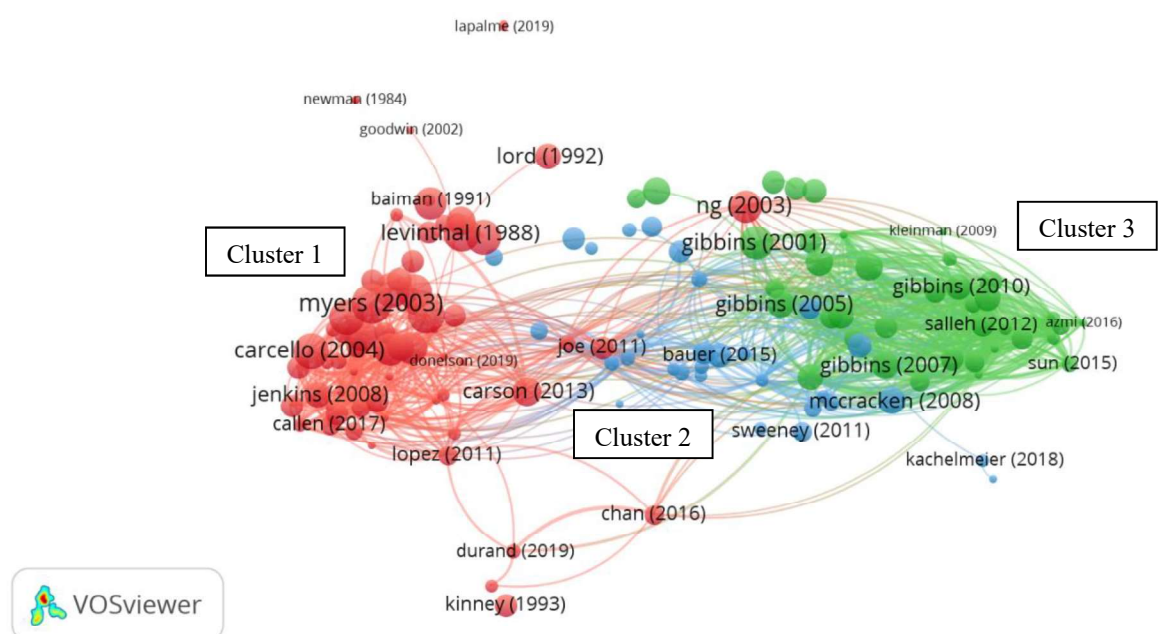 lapalme (2019)
newman (1984)
goodwin (2002)
lord (1992)
baiman (1991)
ng (2003)
levinthal (1988)
gibbins (2001)
kleinman (2009)
Cluster 3
Cluster 1
myers (2003)
gibbins (2005)
gibbins (2010)
salleh (2012)
azmi (2016)
carcello (2004)
donelson (2019)
joe (2011)
bauer (2015)
gibbins (2007)
sun (2015)
jenkins (2008)
carson (2013)
mccracken (2008)
callen (2017)
Cluster 2
sweeney (2011)
lopez (2011)
kachelmeier (2018)
chan (2016)
durand (2019)
kinney (1993)
VOSviewer